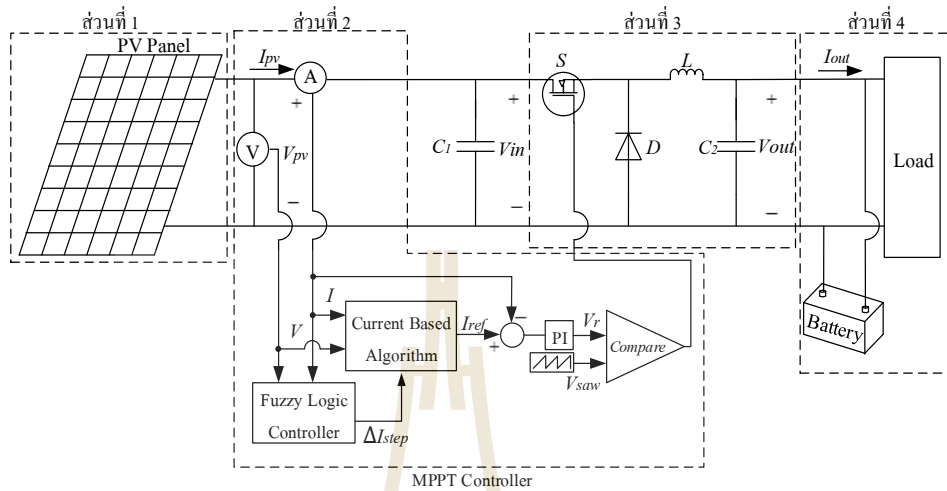 ส่วนที่ 1
ส่วนที่ 2
ส่วนที่ 3
ส่วนที่ 4
PV Panel
Ipv
A
+
S
L
Iout
V
Vpv
−
+
C1
Vin
−
D
C2
+
Vout
−
Load
Battery
I
V
Current Based
Algorithm
Iref
−
+
PI
Vr
Vsaw
Compare
Fuzzy Logic
Controller
ΔIstep
MPPT Controller